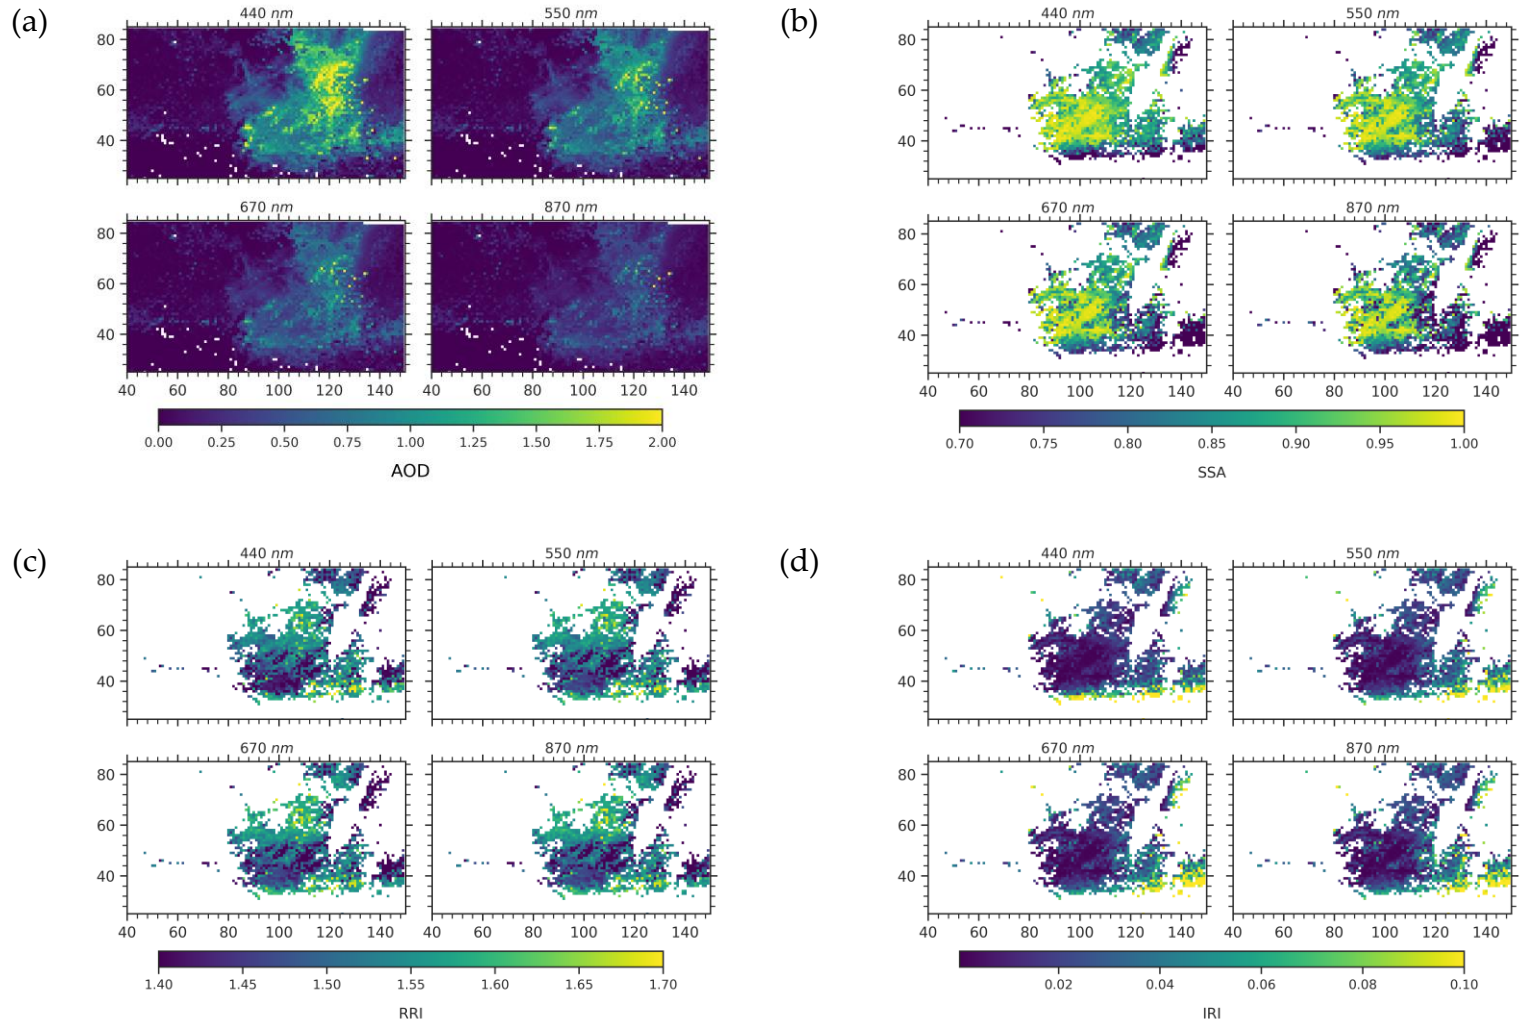 (a)
440 nm
550 nm
80
60
40
670 nm
870 nm
80
60
40
40 60 80 100 120 140 40 60 80 100 120 140
0.00 0.25 0.50 0.75 1.00 1.25 1.50 1.75 2.00
AOD
(b)
440 nm
550 nm
80
60
40
670 nm
870 nm
80
60
40
40 60 80 100 120 140 40 60 80 100 120 140
0.70 0.75 0.80 0.85 0.90 0.95 1.00
SSA
(c)
440 nm
550 nm
80
60
40
670 nm
870 nm
80
60
40
40 60 80 100 120 140 40 60 80 100 120 140
1.40 1.45 1.50 1.55 1.60 1.65 1.70
RRI
(d)
440 nm
550 nm
80
60
40
670 nm
870 nm
80
60
40
40 60 80 100 120 140 40 60 80 100 120 140
0.02 0.04 0.06 0.08 0.10
IRI